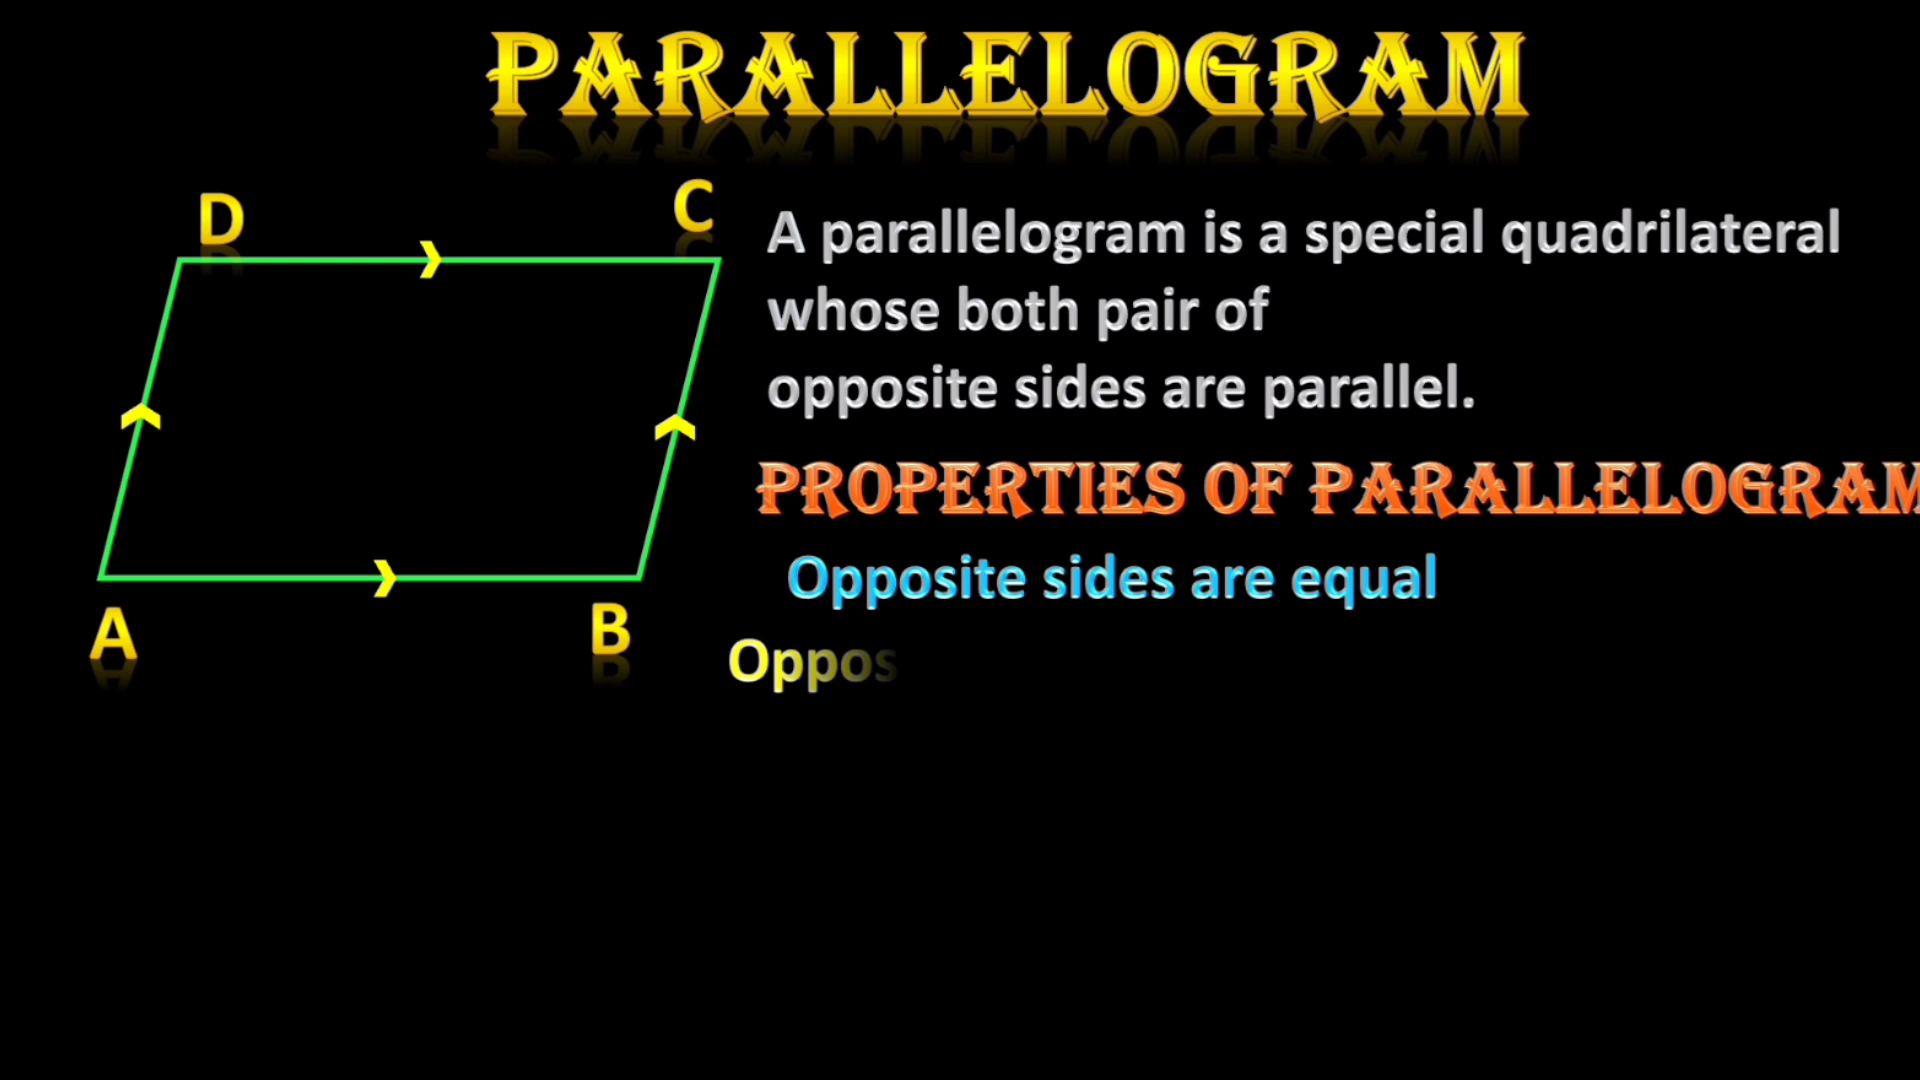 PARALLELOGRAM
D
C
A parallelogram is a special quadrilateral
whose both pair of
opposite sides are parallel.
PROPERTIES OF PARALLELOGRAM
Opposite sides are equal
A
B
Oppos